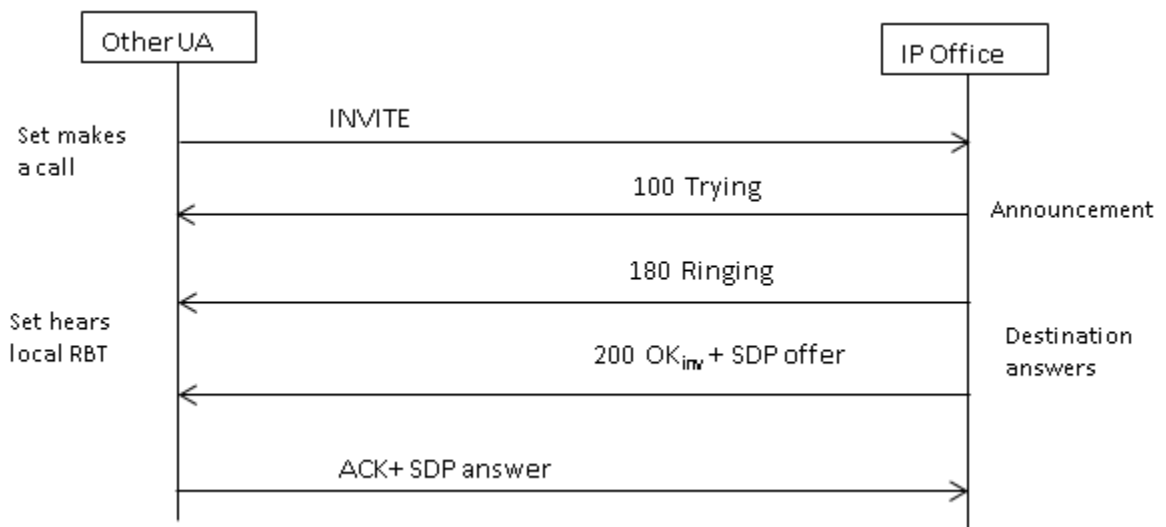 Other UA
IP Office
INVITE
Set makes
a call
100 Trying
Announcement
180 Ringing
Set hears
local RBT
Destination
answers
200 OKinv + SDP offer
ACK+ SDP answer